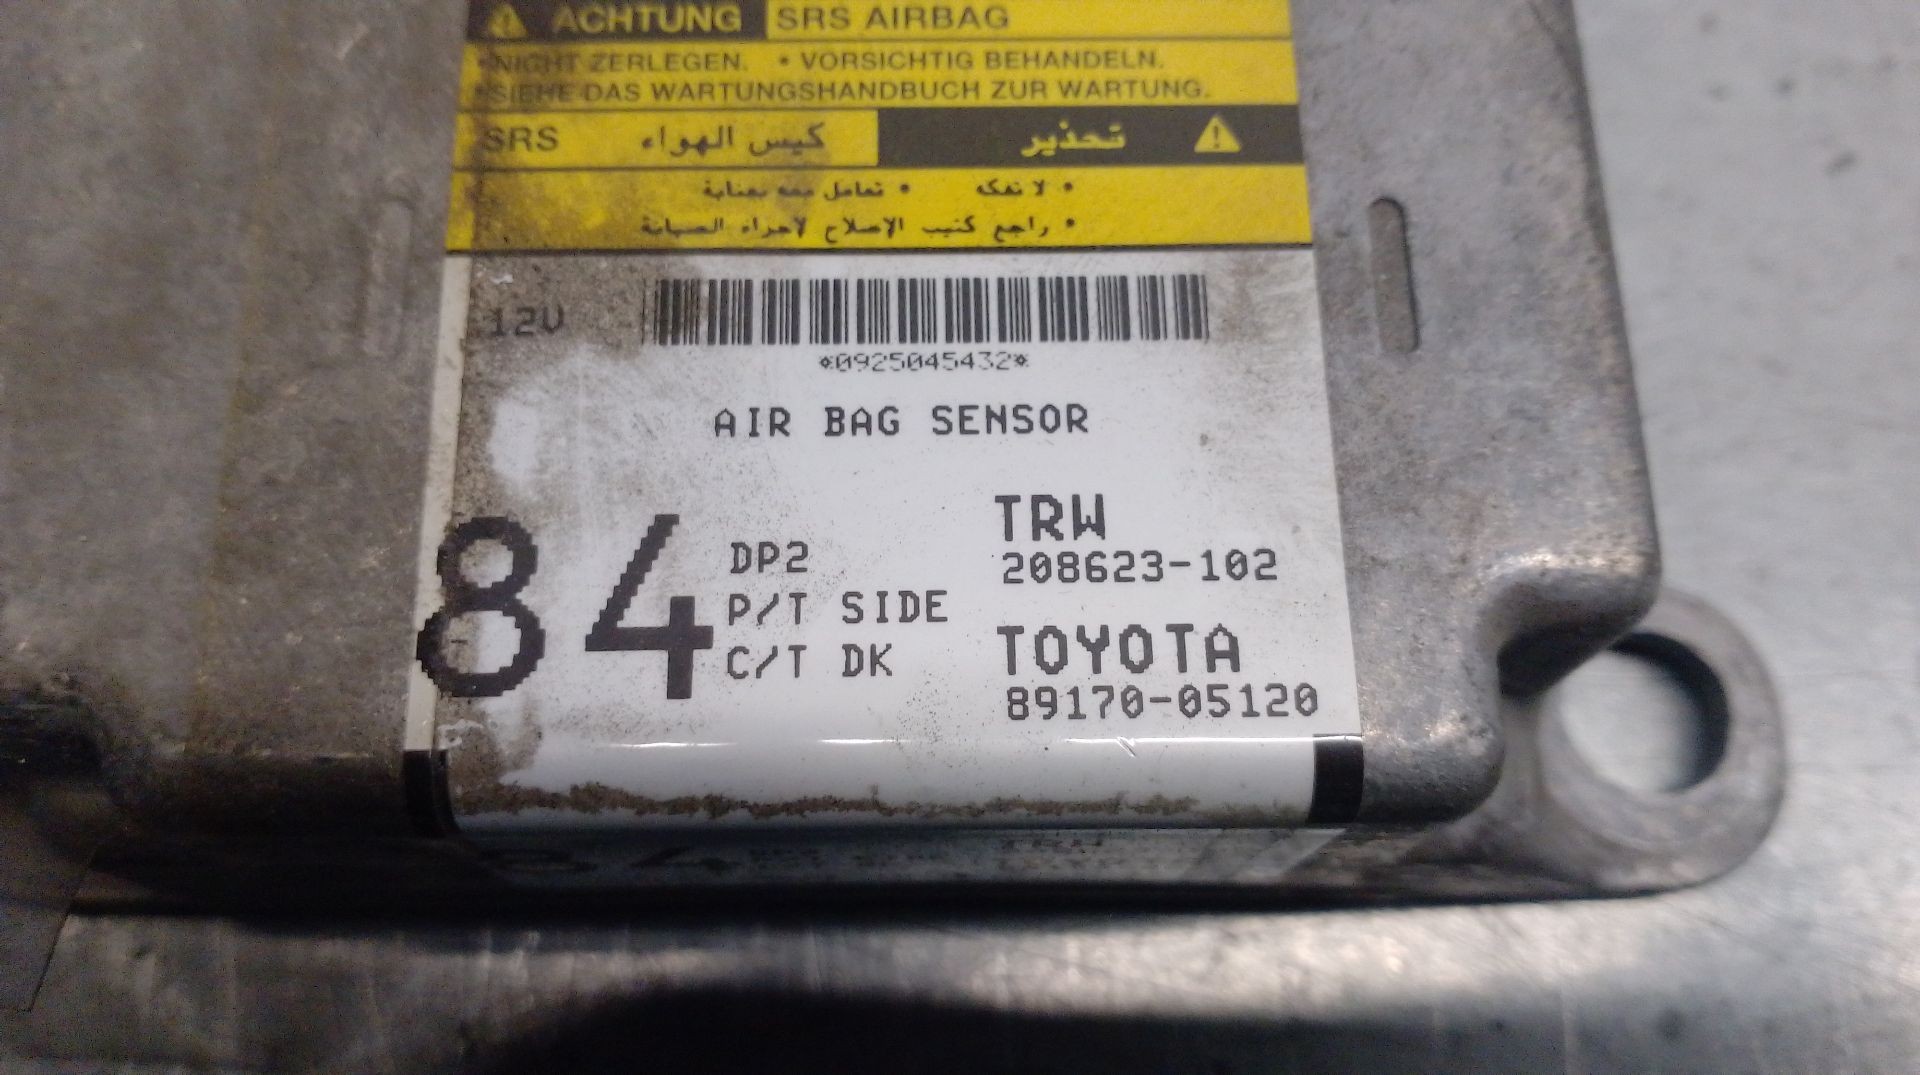 ACHTUNG SRS AIRBAG
•NICHT ZERLEGEN. •VORSICHTIG BEHANDELN.
•SIEHE DAS WARTUNGSHANDBUCH ZUR WARTUNG.
تحذير كيس الهواء SRS
• لا تفكه • تعامل معه بعناية
• راجع كتيب الإصلاح لإجراء الصيانة
12V
*0925045432*
AIR BAG SENSOR
84
DP2
P/T SIDE
C/T DK
TRW
208623-102
TOYOTA
89170-05120